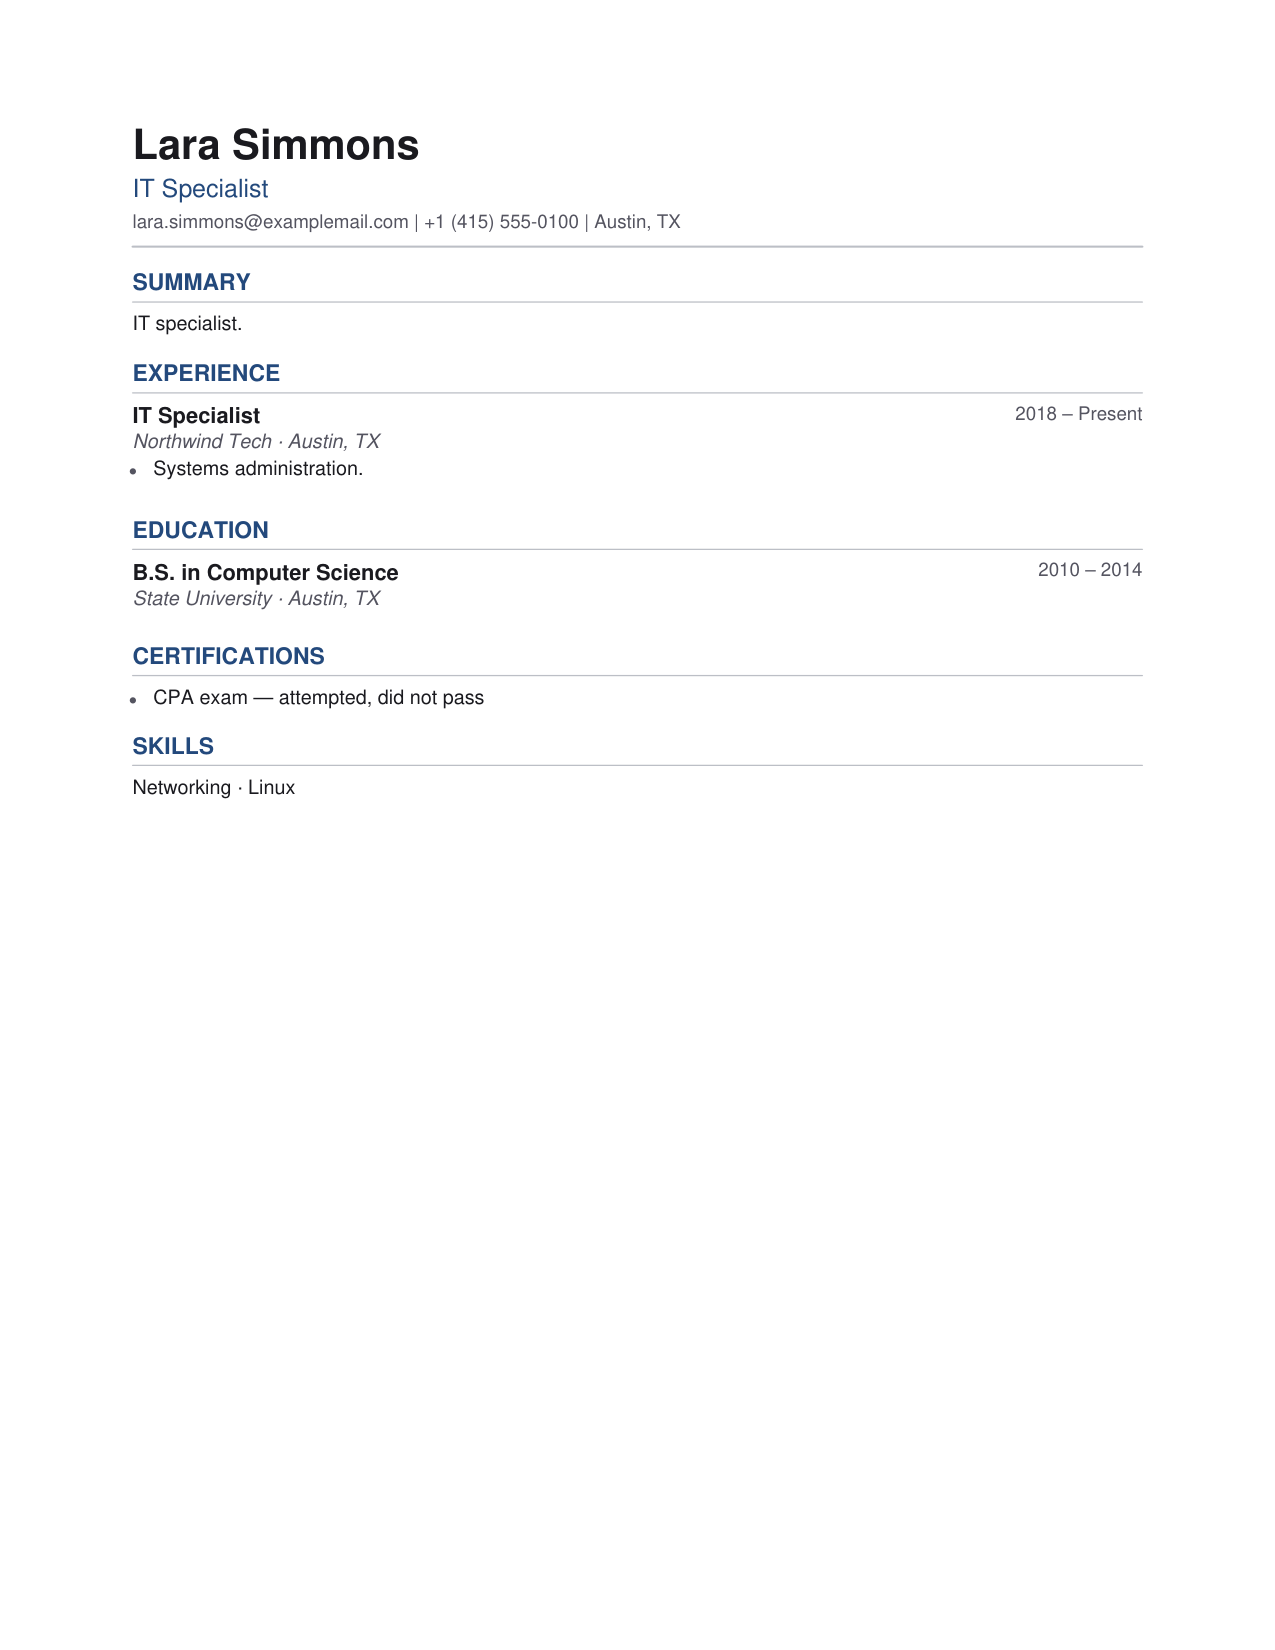 Lara Simmons
IT Specialist
lara.simmons@examplemail.com | +1 (415) 555-0100 | Austin, TX
SUMMARY
IT specialist.
EXPERIENCE
IT Specialist 2018 – Present
Northwind Tech · Austin, TX
• Systems administration.
EDUCATION
B.S. in Computer Science 2010 – 2014
State University · Austin, TX
CERTIFICATIONS
• CPA exam — attempted, did not pass
SKILLS
Networking · Linux